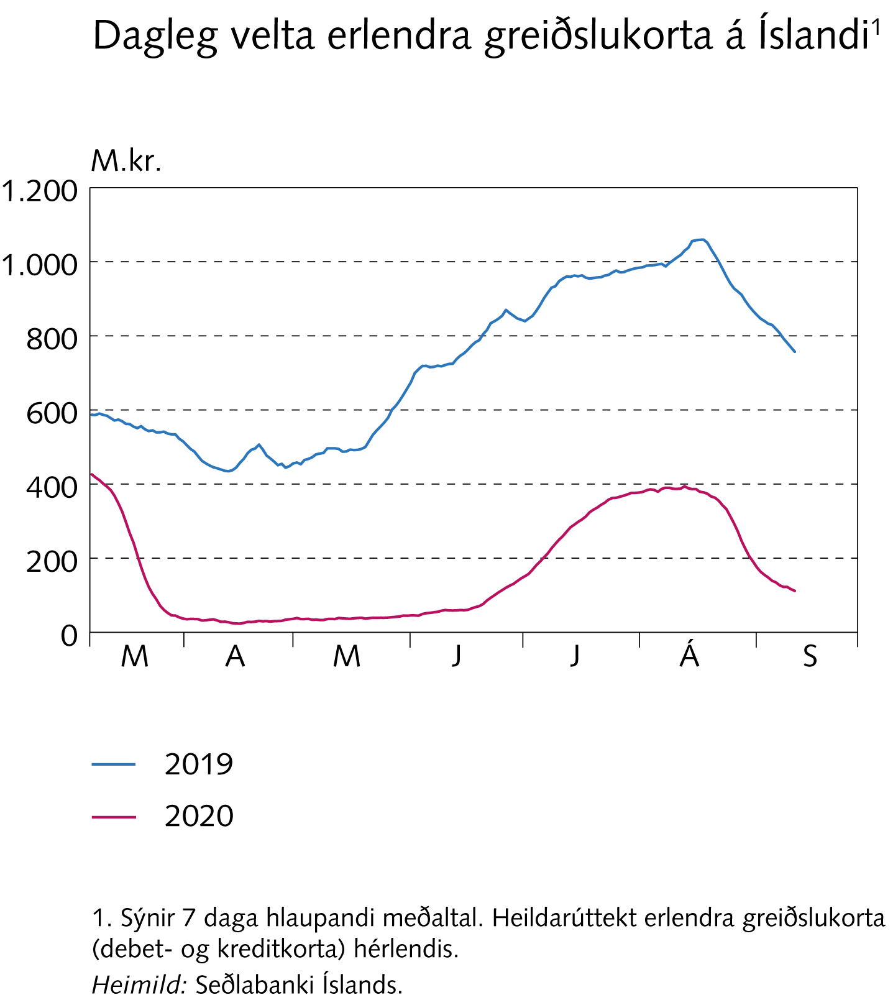 Dagleg velta erlendra greiðslukorta á Íslandi¹
M.kr.
1.200
1.000
800
600
400
200
0
M A M J J Á S
2019
2020
1. Sýnir 7 daga hlaupandi meðaltal. Heildarúttekt erlendra greiðslukorta
(debet- og kreditkorta) hérlendis.
Heimild: Seðlabanki Íslands.